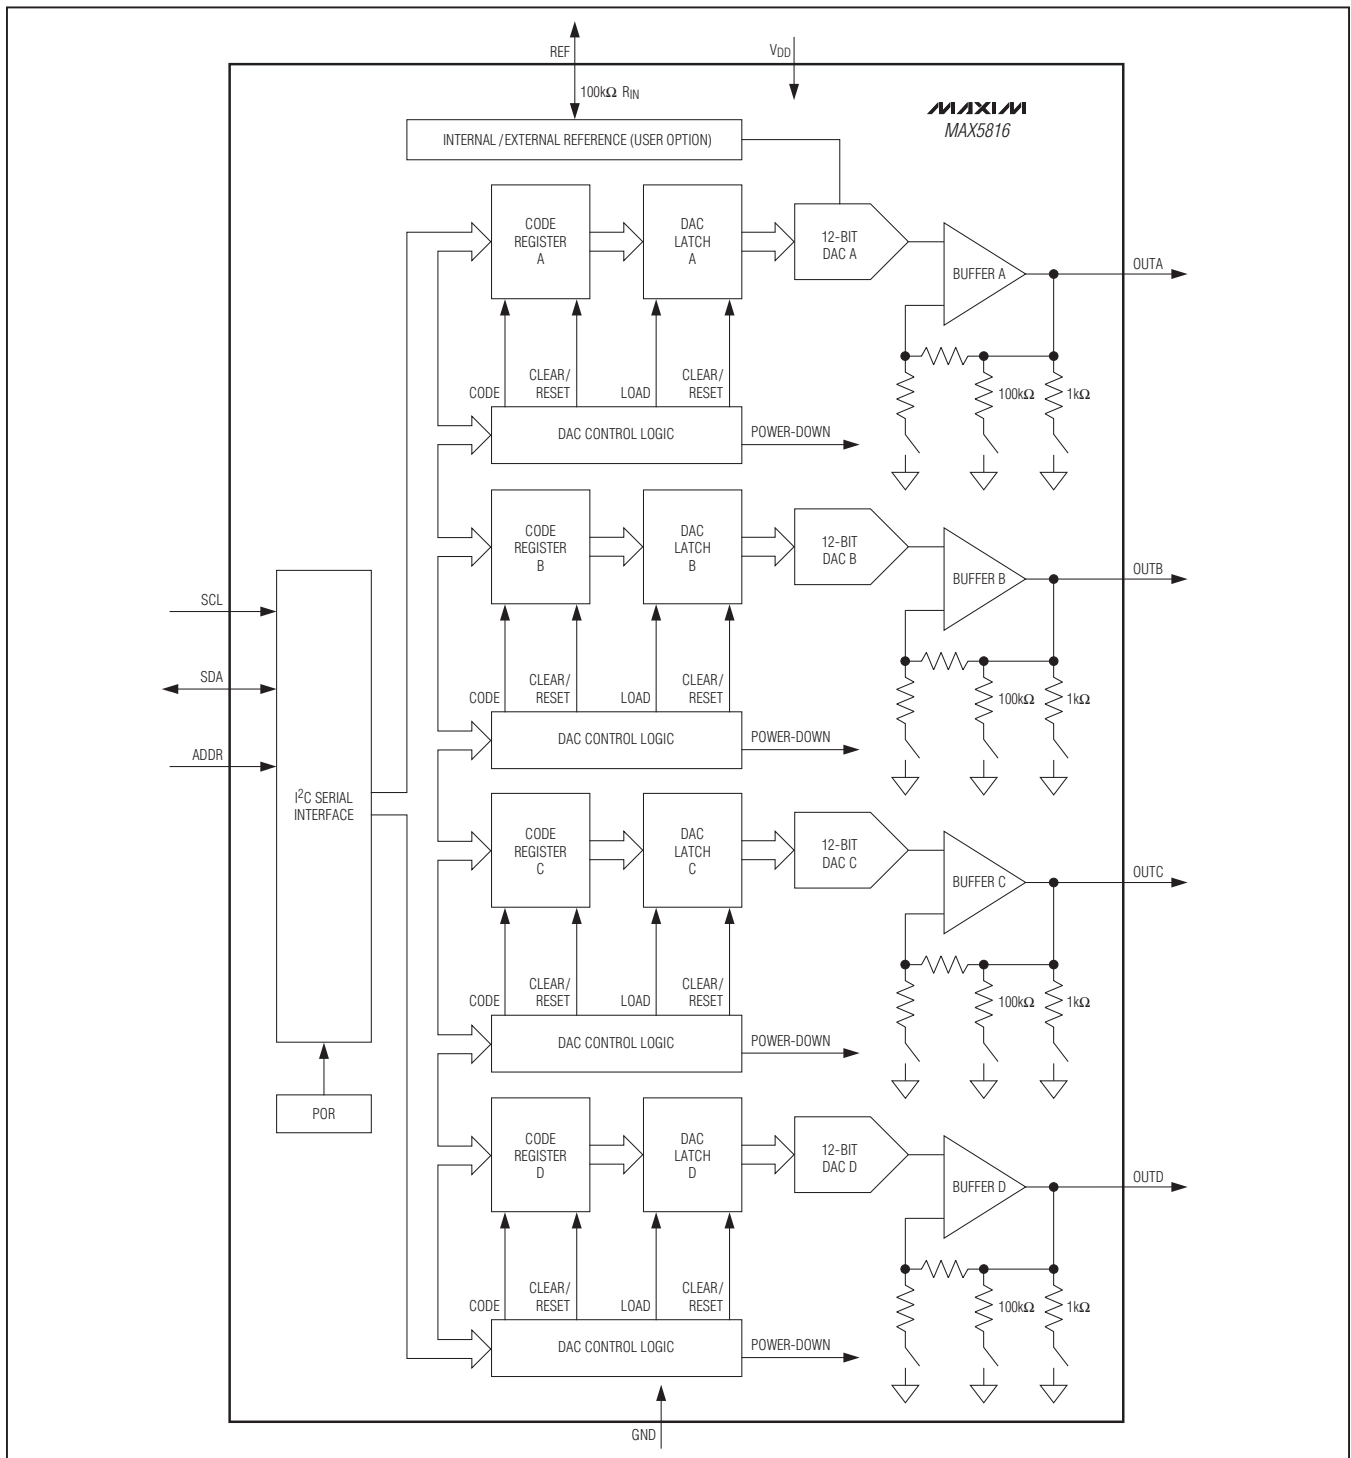 REF
VDD
100kΩ RIN
MAXIM
MAX5816
INTERNAL / EXTERNAL REFERENCE (USER OPTION)
CODE
REGISTER
A
DAC
LATCH
A
12-BIT
DAC A
BUFFER A
OUTA
CODE
CLEAR/
RESET
LOAD
CLEAR/
RESET
100kΩ
1kΩ
DAC CONTROL LOGIC
POWER-DOWN
CODE
REGISTER
B
DAC
LATCH
B
12-BIT
DAC B
BUFFER B
OUTB
CODE
CLEAR/
RESET
LOAD
CLEAR/
RESET
100kΩ
1kΩ
DAC CONTROL LOGIC
POWER-DOWN
SCL
SDA
ADDR
I²C SERIAL
INTERFACE
CODE
REGISTER
C
DAC
LATCH
C
12-BIT
DAC C
BUFFER C
OUTC
CODE
CLEAR/
RESET
LOAD
CLEAR/
RESET
100kΩ
1kΩ
DAC CONTROL LOGIC
POWER-DOWN
POR
CODE
REGISTER
D
DAC
LATCH
D
12-BIT
DAC D
BUFFER D
OUTD
CODE
CLEAR/
RESET
LOAD
CLEAR/
RESET
100kΩ
1kΩ
DAC CONTROL LOGIC
POWER-DOWN
GND